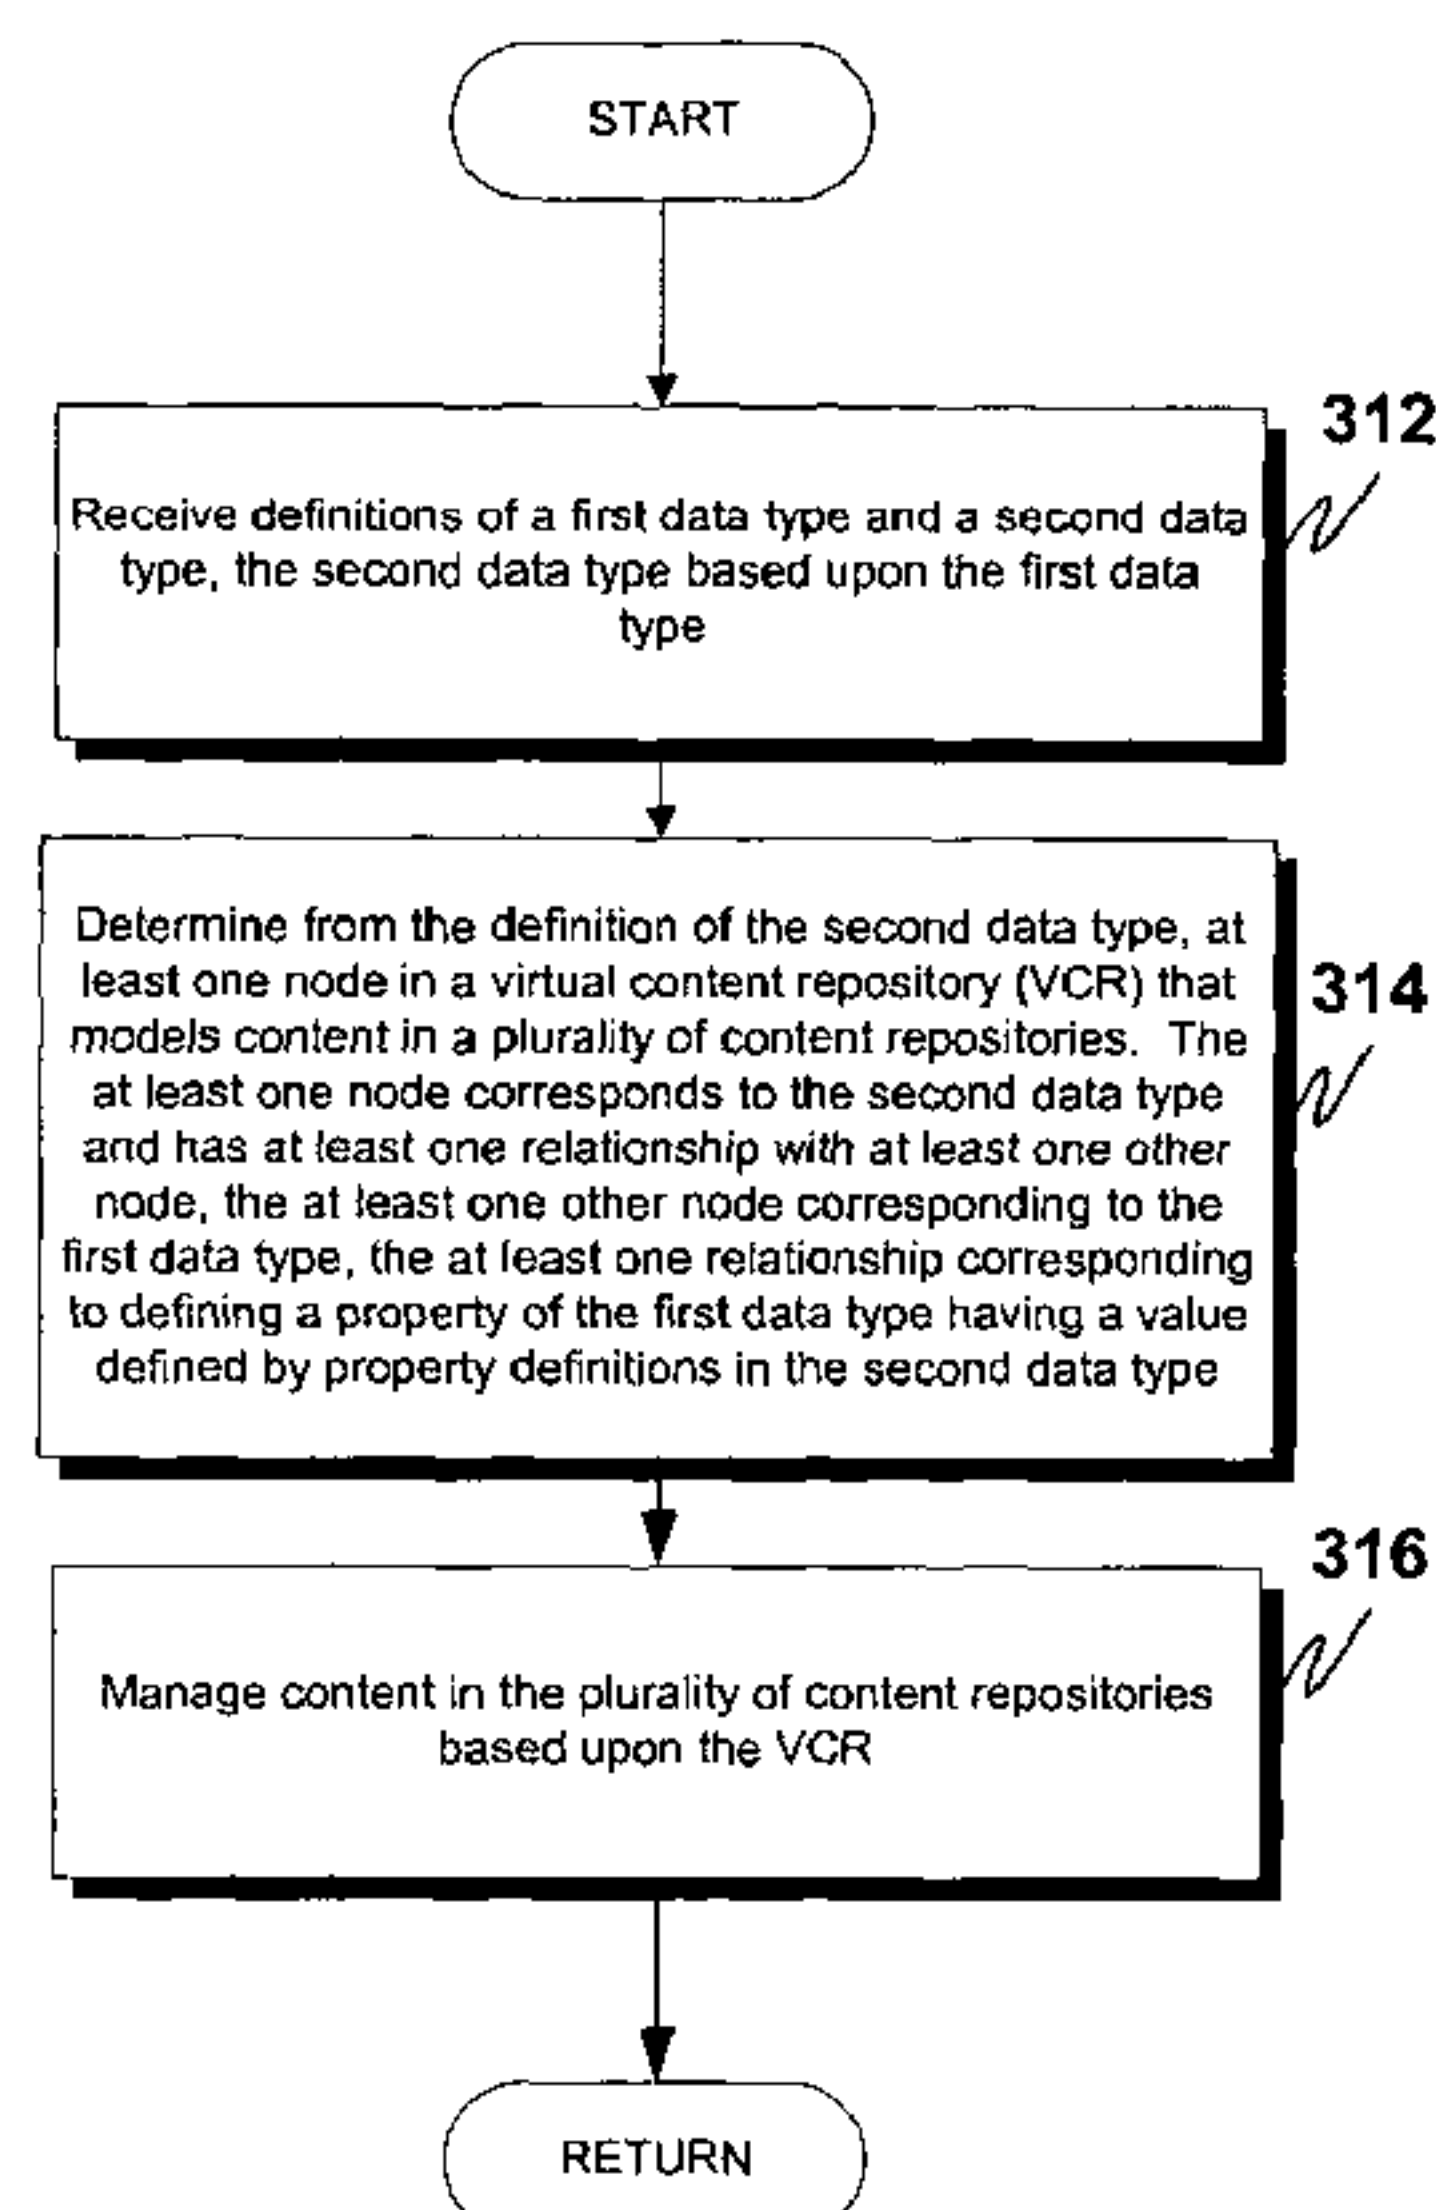 START
312
Receive definitions of a first data type and a second data
type, the second data type based upon the first data
type
Determine from the definition of the second data type, at
least one node in a virtual content repository (VCR) that
models content in a plurality of content repositories. The
at least one node corresponds to the second data type
and has at least one relationship with at least one other
node, the at least one other node corresponding to the
first data type, the at least one relationship corresponding
to defining a property of the first data type having a value
defined by property definitions in the second data type
314
316
Manage content in the plurality of content repositories
based upon the VCR
RETURN